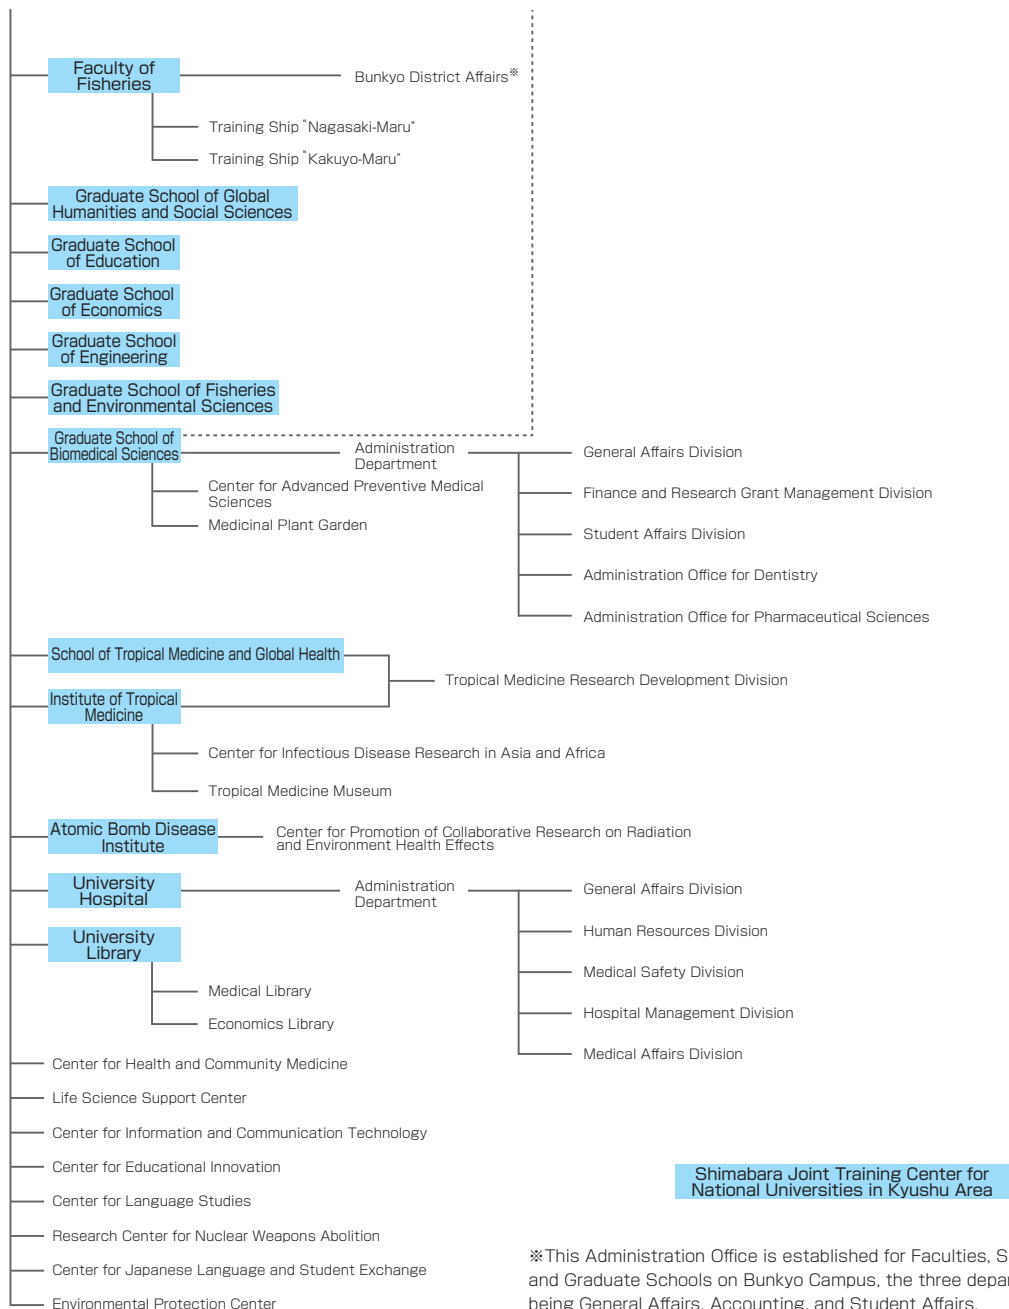 Faculty of
Fisheries
Bunkyo District Affairs※
Training Ship "Nagasaki-Maru"
Training Ship "Kakuyo-Maru"
Graduate School of Global
Humanities and Social Sciences
Graduate School
of Education
Graduate School
of Economics
Graduate School
of Engineering
Graduate School of Fisheries
and Environmental Sciences
Graduate School of
Biomedical Sciences
Administration
Department
General Affairs Division
Finance and Research Grant Management Division
Student Affairs Division
Administration Office for Dentistry
Administration Office for Pharmaceutical Sciences
Center for Advanced Preventive Medical
Sciences
Medicinal Plant Garden
School of Tropical Medicine and Global Health
Tropical Medicine Research Development Division
Institute of Tropical
Medicine
Center for Infectious Disease Research in Asia and Africa
Tropical Medicine Museum
Atomic Bomb Disease
Institute
Center for Promotion of Collaborative Research on Radiation
and Environment Health Effects
University
Hospital
Administration
Department
General Affairs Division
Human Resources Division
Medical Safety Division
Hospital Management Division
Medical Affairs Division
University
Library
Medical Library
Economics Library
Center for Health and Community Medicine
Life Science Support Center
Center for Information and Communication Technology
Center for Educational Innovation
Center for Language Studies
Research Center for Nuclear Weapons Abolition
Center for Japanese Language and Student Exchange
Environmental Protection Center
Shimabara Joint Training Center for
National Universities in Kyushu Area
※This Administration Office is established for Faculties,
and Graduate Schools on Bunkyo Campus, the three
being General Affairs, Accounting, and Student Affairs.